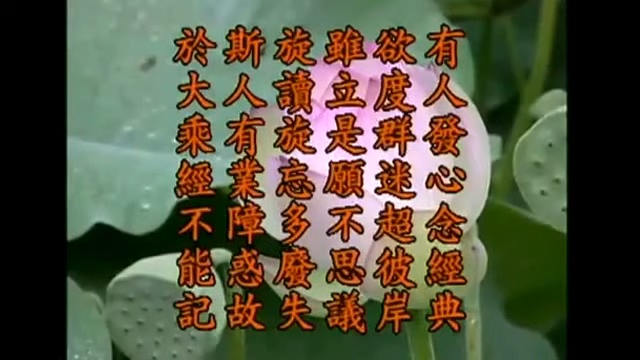 有人發心念經典
欲度群迷超彼岸
雖立是願不思議
旋讀旋忘多廢失
斯人有業障惑故
於大乘經不能記